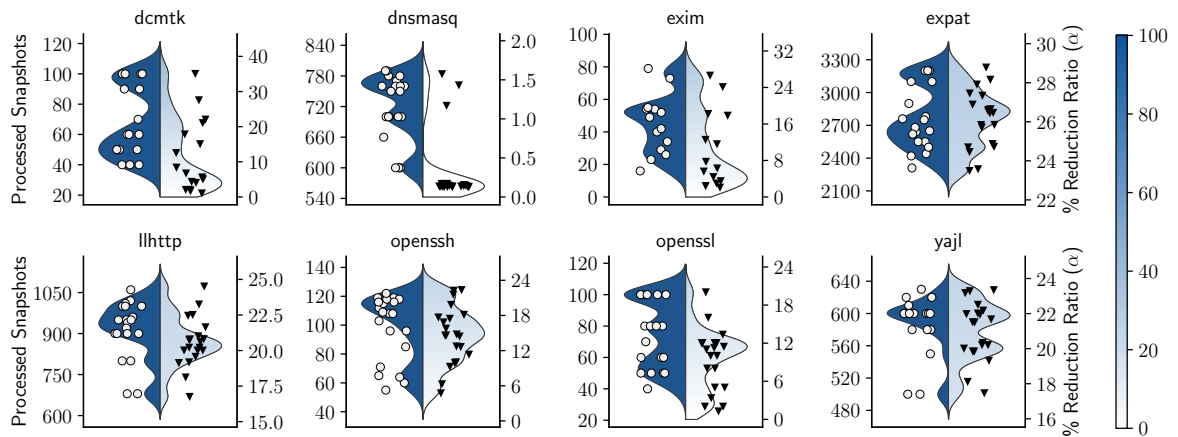 dcmtk dnsmasq exim expat
Processed Snapshots
120 100 80 60 40 20
40 30 20 10 0
840 780 720 660 600 540
2.0 1.5 1.0 0.5 0.0
100 80 60 40 20 0
32 24 16 8 0
3300 3000 2700 2400 2100
30 28 26 24 22
% Reduction Ratio (α)
100 80 60 40 20 0
llhttp openssh openssl yajl
Processed Snapshots
1050 900 750 600
25.0 22.5 20.0 17.5 15.0
140 120 100 80 60 40
24 18 12 6 0
120 100 80 60 40 20
24 18 12 6 0
640 600 560 520 480
24 22 20 18 16
% Reduction Ratio (α)